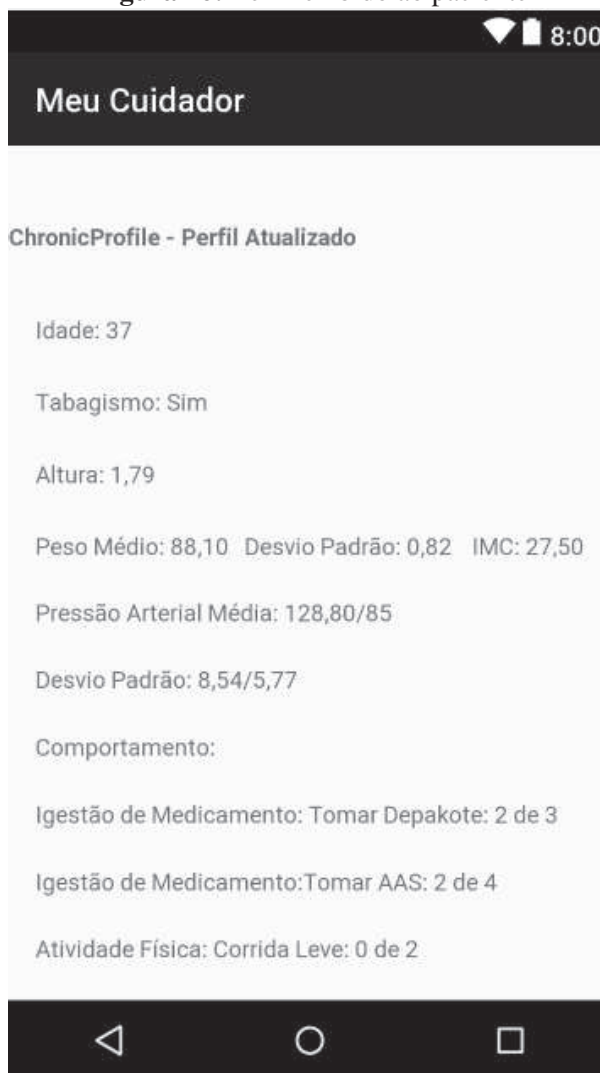 8:00
Meu Cuidador
ChronicProfile - Perfil Atualizado
Idade: 37
Tabagismo: Sim
Altura: 1,79
Peso Médio: 88,10 Desvio Padrão: 0,82 IMC: 27,50
Pressão Arterial Média: 128,80/85
Desvio Padrão: 8,54/5,77
Comportamento:
Igestão de Medicamento: Tomar Depakote: 2 de 3
Igestão de Medicamento:Tomar AAS: 2 de 4
Atividade Física: Corrida Leve: 0 de 2